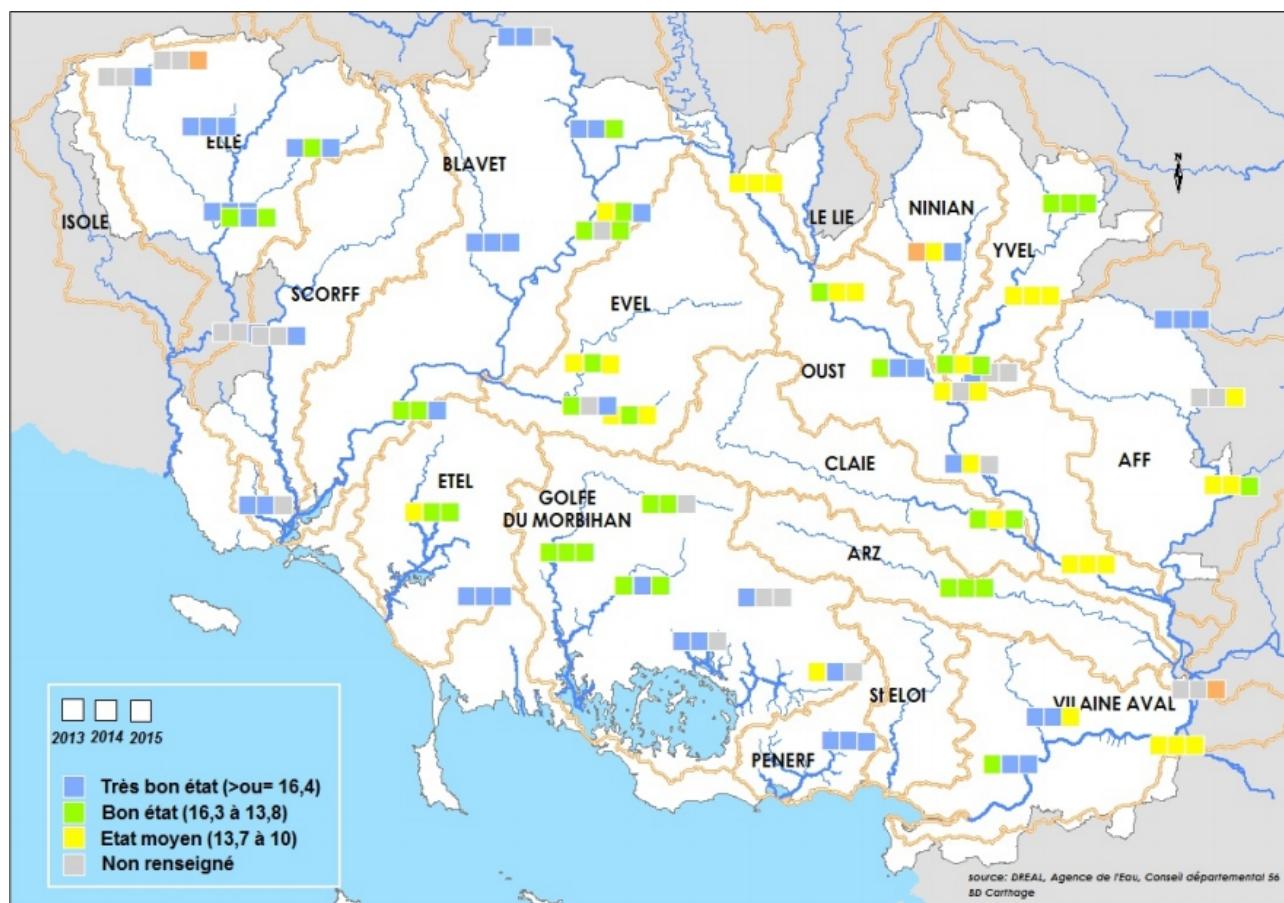 N
ELLE
BLAVET
ISOLE
LE LIE
NINIAN
YVEL
SCORFF
EVEL
OUST
CLAIE
AFF
ETEL
GOLFE
DU MORBIHAN
ARZ
St ELOI
VILAINE AVAL
PENERF
2013 2014 2015
Très bon état (>ou= 16,4)
Bon état (16,3 à 13,8)
Etat moyen (13,7 à 10)
Non renseigné
source: DREAL, Agence de l'Eau, Conseil départemental 56
BD Carthage